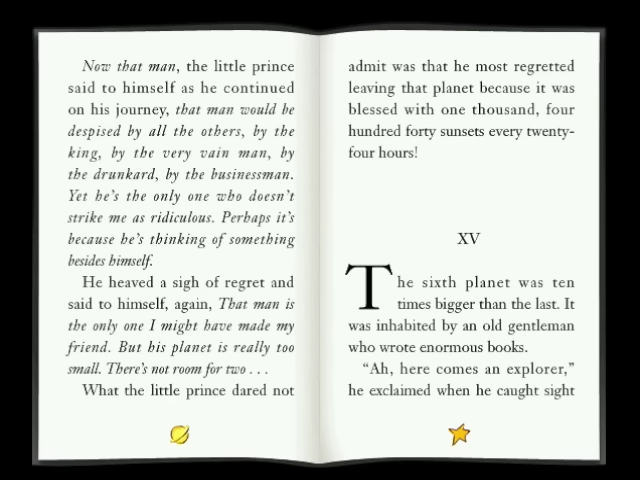 Now that man, the little prince
said to himself as he continued
on his journey, that man would be
despised by all the others, by the
king, by the very vain man, by
the drunkard, by the businessman.
Yet he's the only one who doesn't
strike me as ridiculous. Perhaps it's
because he's thinking of something
besides himself.
He heaved a sigh of regret and
said to himself, again, That man is
the only one I might have made my
friend. But his planet is really too
small. There's not room for two . . .
What the little prince dared not
admit was that he most regretted
leaving that planet because it was
blessed with one thousand, four
hundred forty sunsets every twenty-
four hours!
XV
The sixth planet was ten
times bigger than the last. It
was inhabited by an old gentleman
who wrote enormous books.
“Ah, here comes an explorer,”
he exclaimed when he caught sight